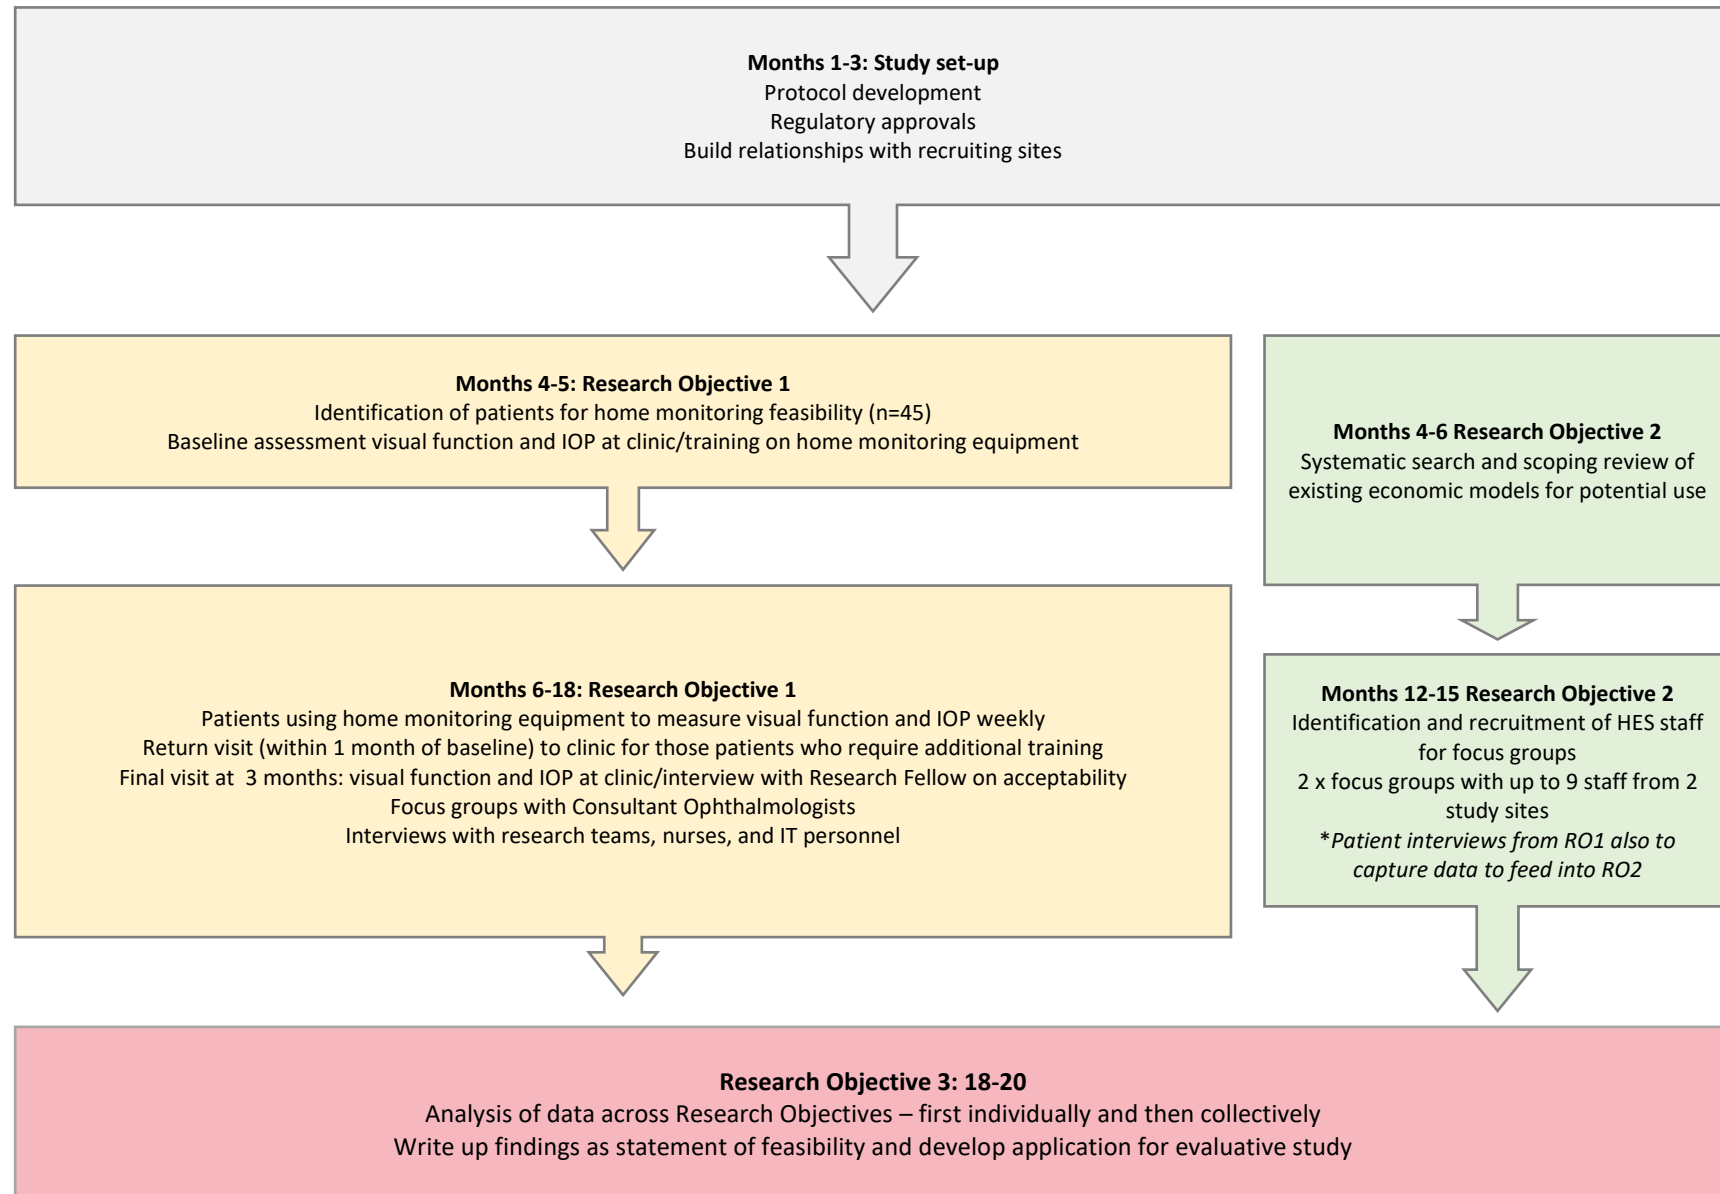 Months 1-3: Study set-up
Protocol development
Regulatory approvals
Build relationships with recruiting sites
Months 4-5: Research Objective 1
Identification of patients for home monitoring feasibility (n=45)
Baseline assessment visual function and IOP at clinic/training on home monitoring equipment
Months 4-6 Research Objective 2
Systematic search and scoping review of
existing economic models for potential use
Months 6-18: Research Objective 1
Patients using home monitoring equipment to measure visual function and IOP weekly
Return visit (within 1 month of baseline) to clinic for those patients who require additional training
Final visit at  3 months: visual function and IOP at clinic/interview with Research Fellow on acceptability
Focus groups with Consultant Ophthalmologists
Interviews with research teams, nurses, and IT personnel
Months 12-15 Research Objective 2
Identification and recruitment of HES staff
for focus groups
2 x focus groups with up to 9 staff from 2
study sites
*Patient interviews from RO1 also to
capture data to feed into RO2
Research Objective 3: 18-20
Analysis of data across Research Objectives – first individually and then collectively
Write up findings as statement of feasibility and develop application for evaluative study